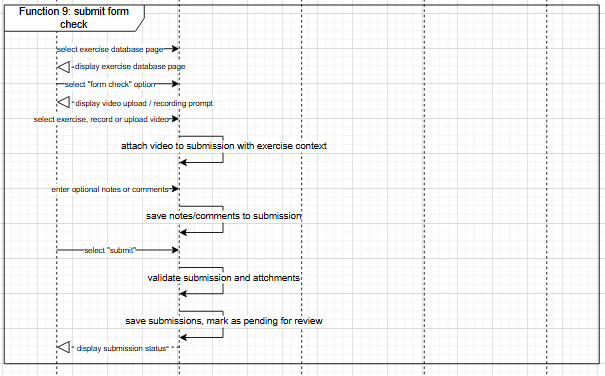 Function 9: submit form
check
select exercise database page
display exercise database page
select "form check" option
display video upload / recording prompt
select exercise, record or upload video
attach video to submission with exercise context
enter optional notes or comments
save notes/comments to submission
select "submit"
validate submission and attchments
save submissions, mark as pending for review
display submission status